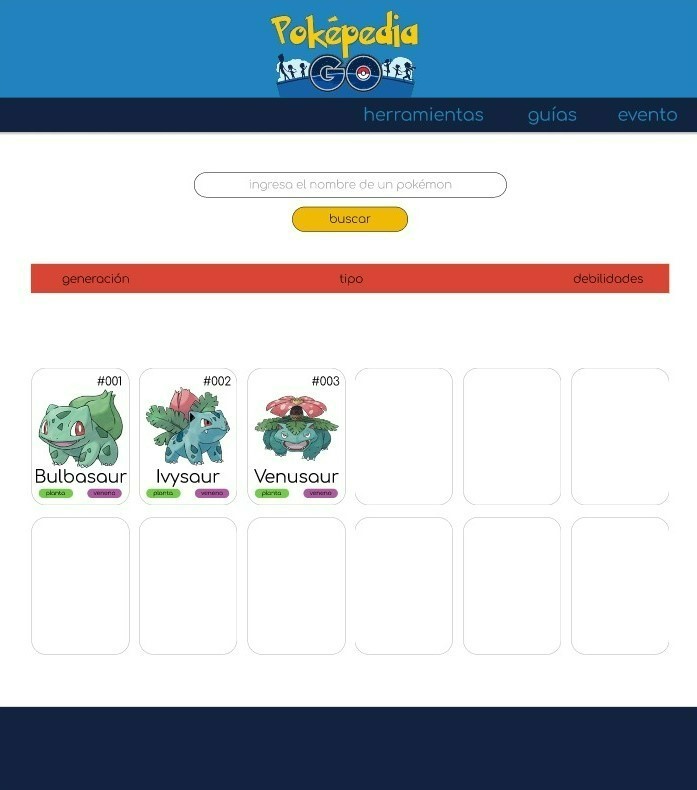 Poképedia
GO
herramientas guías evento
ingresa el nombre de un pokémon
buscar
generación tipo debilidades
#001 #002 #003
Bulbasaur Ivysaur Venusaur
planta veneno planta veneno planta veneno